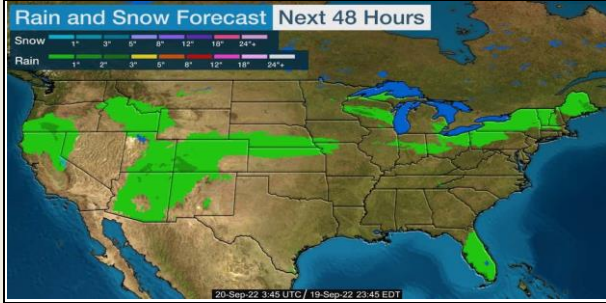 Rain and Snow Forecast Next 48 Hours
Snow 1" 3" 5" 8" 12" 18" 24"+
Rain 1" 2" 3" 5" 8" 12" 18" 24"+
20-Sep-22 3:45 UTC / 19-Sep-22 23:45 EDT